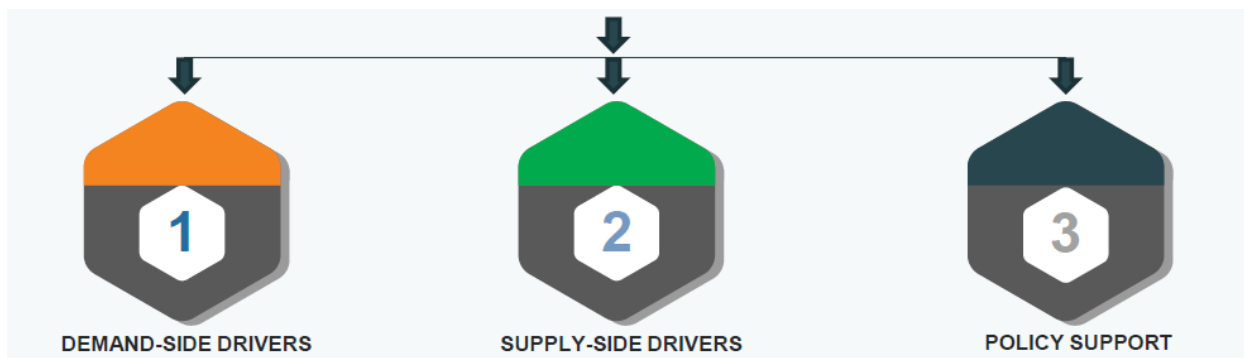 1
2
3
DEMAND-SIDE DRIVERS
SUPPLY-SIDE DRIVERS
POLICY SUPPORT